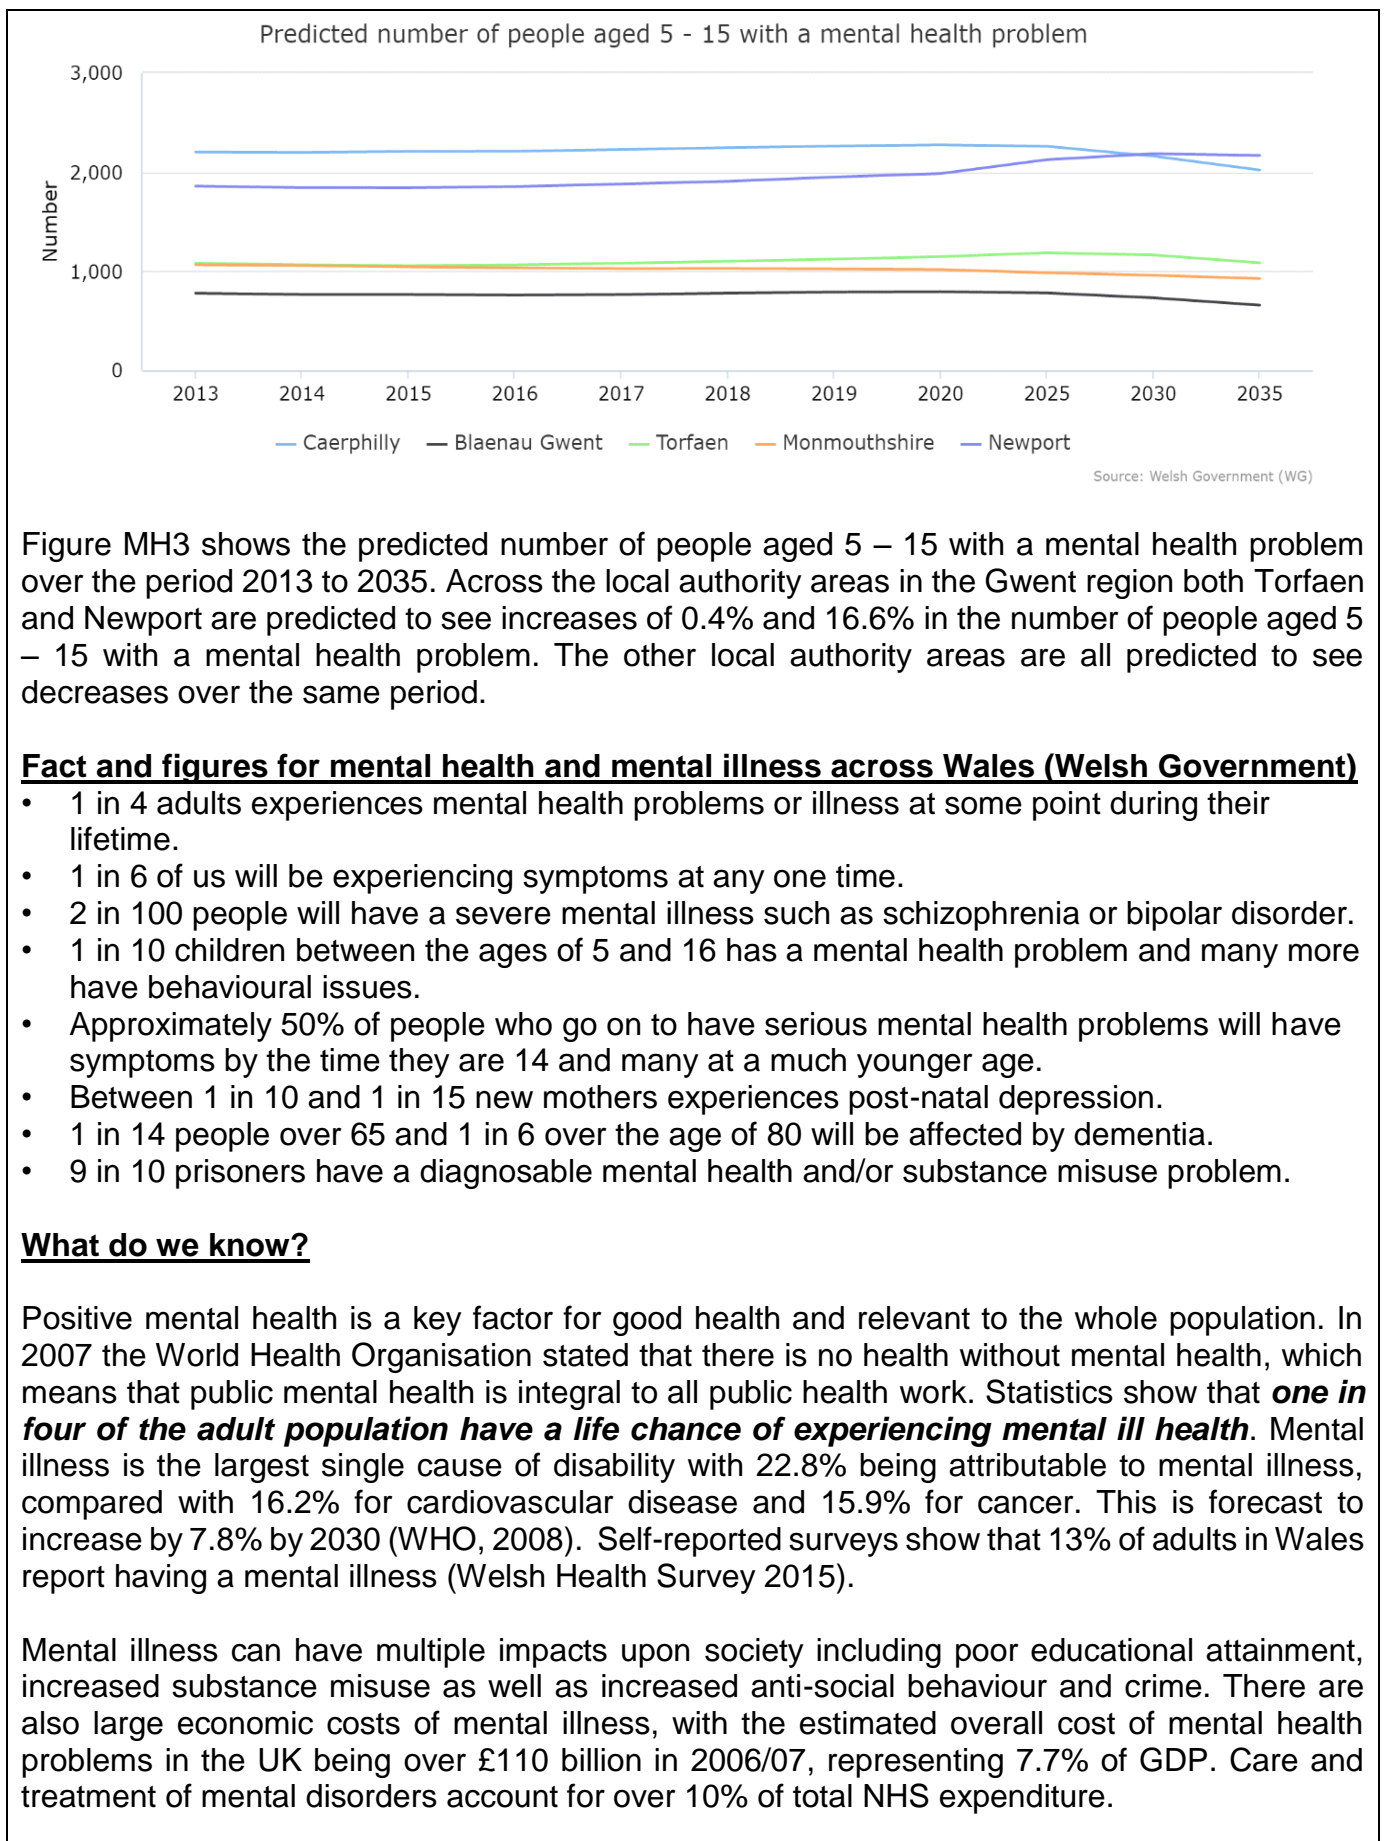 Predicted number of people aged 5 - 15 with a mental health problem
3,000
2,000
1,000
0
Number
2013 2014 2015 2016 2017 2018 2019 2020 2025 2030 2035
Caerphilly Blaenau Gwent Torfaen Monmouthshire Newport
Source: Welsh Government (WG)
Figure MH3 shows the predicted number of people aged 5 – 15 with a mental health problem
over the period 2013 to 2035. Across the local authority areas in the Gwent region both Torfaen
and Newport are predicted to see increases of 0.4% and 16.6% in the number of people aged 5
– 15 with a mental health problem. The other local authority areas are all predicted to see
decreases over the same period.
Fact and figures for mental health and mental illness across Wales (Welsh Government)
• 1 in 4 adults experiences mental health problems or illness at some point during their
lifetime.
• 1 in 6 of us will be experiencing symptoms at any one time.
• 2 in 100 people will have a severe mental illness such as schizophrenia or bipolar disorder.
• 1 in 10 children between the ages of 5 and 16 has a mental health problem and many more
have behavioural issues.
• Approximately 50% of people who go on to have serious mental health problems will have
symptoms by the time they are 14 and many at a much younger age.
• Between 1 in 10 and 1 in 15 new mothers experiences post-natal depression.
• 1 in 14 people over 65 and 1 in 6 over the age of 80 will be affected by dementia.
• 9 in 10 prisoners have a diagnosable mental health and/or substance misuse problem.
What do we know?
Positive mental health is a key factor for good health and relevant to the whole population. In
2007 the World Health Organisation stated that there is no health without mental health, which
means that public mental health is integral to all public health work. Statistics show that one in
four of the adult population have a life chance of experiencing mental ill health. Mental
illness is the largest single cause of disability with 22.8% being attributable to mental illness,
compared with 16.2% for cardiovascular disease and 15.9% for cancer. This is forecast to
increase by 7.8% by 2030 (WHO, 2008). Self-reported surveys show that 13% of adults in Wales
report having a mental illness (Welsh Health Survey 2015).
Mental illness can have multiple impacts upon society including poor educational attainment,
increased substance misuse as well as increased anti-social behaviour and crime. There are
also large economic costs of mental illness, with the estimated overall cost of mental health
problems in the UK being over £110 billion in 2006/07, representing 7.7% of GDP. Care and
treatment of mental disorders account for over 10% of total NHS expenditure.